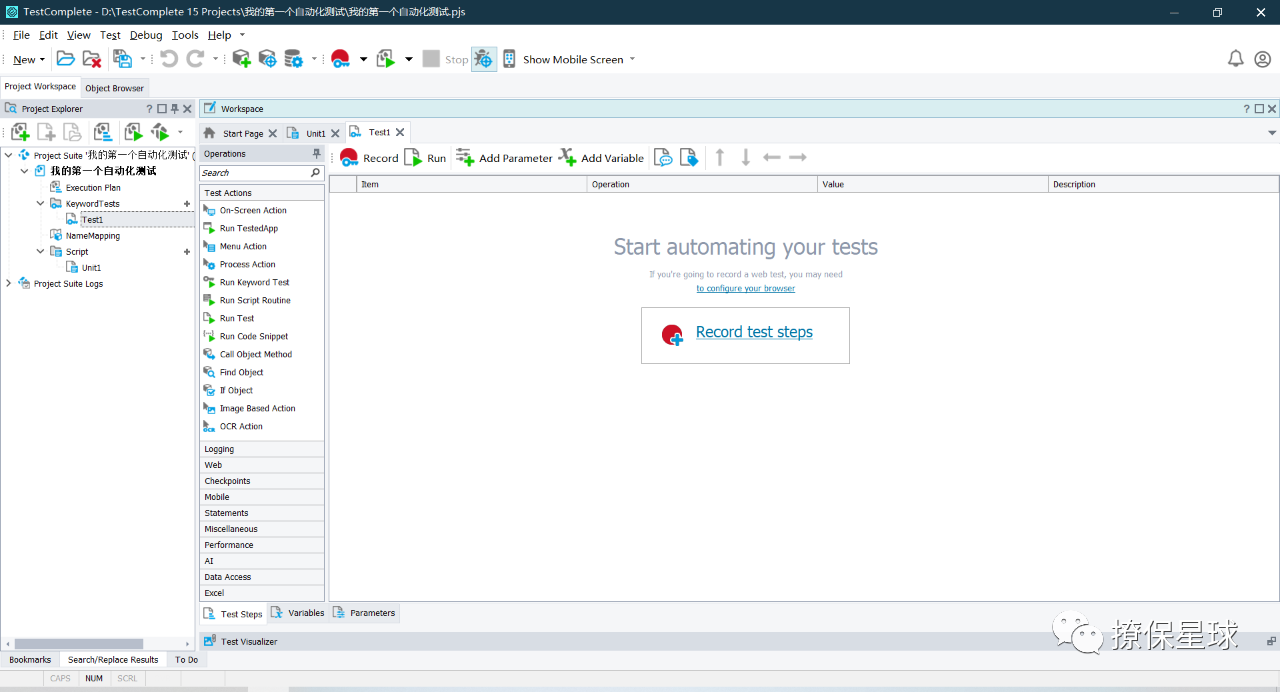 TestComplete - D:\TestComplete 15 Projects\我的第一个自动化测试\我的第一个自动化测试.pjs
File Edit View Test Debug Tools Help
New Stop Show Mobile Screen
Project Workspace Object Browser
Project Explorer
Project Suite '我的第一个自动化测试' (
我的第一个自动化测试
Execution Plan
KeywordTests
Test1
NameMapping
Script
Unit1
Project Suite Logs
Workspace
Start Page Unit1 Test1
Operations
Search
Test Actions
On-Screen Action
Run TestedApp
Menu Action
Process Action
Run Keyword Test
Run Script Routine
Run Test
Run Code Snippet
Call Object Method
Find Object
If Object
Image Based Action
OCR Action
Logging
Web
Checkpoints
Mobile
Statements
Miscellaneous
Performance
AI
Data Access
Excel
Record Run Add Parameter Add Variable
Item Operation Value Description
Start automating your tests
If you're going to record a web test, you may need
to configure your browser
Record test steps
Test Steps Variables Parameters
Test Visualizer
撩保星球
Bookmarks Search/Replace Results To Do
CAPS NUM SCRL